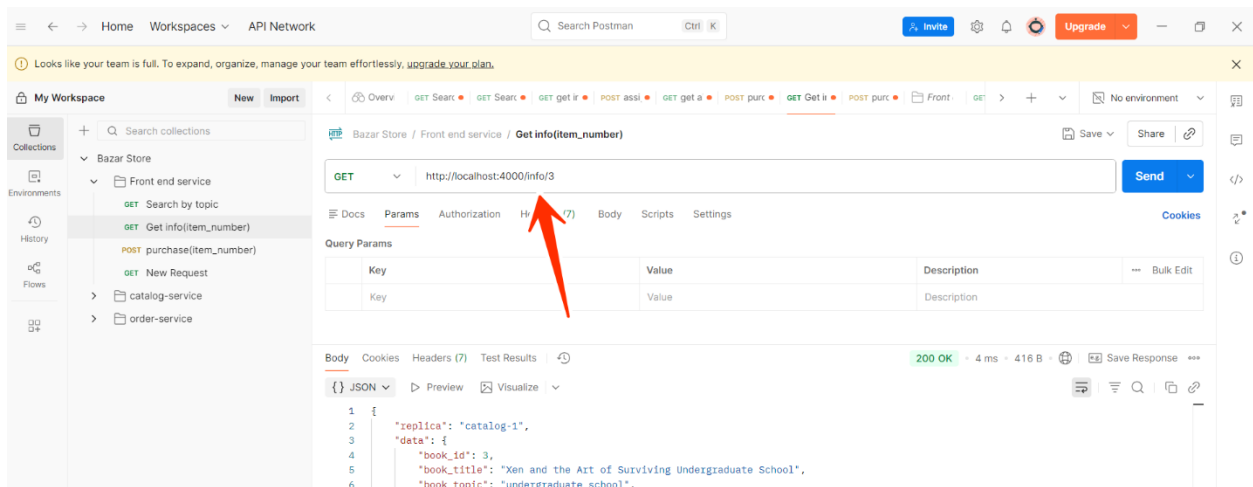 Home Workspaces API Network Search Postman Ctrl K Invite Upgrade
Looks like your team is full. To expand, organize, manage your team effortlessly, upgrade your plan.
My Workspace New Import Overv GET Searc GET Searc GET get ir POST assi GET get a POST purc GET Get ir POST purc Front GET No environment
Collections Search collections Bazar Store / Front end service / Get info(item_number) Save Share
Bazar Store
Environments Front end service GET http://localhost:4000/info/3 Send
GET Search by topic
History GET Get info(item_number) Docs Params Authorization (7) Body Scripts Settings Cookies
POST purchase(item_number) Query Params
Flows GET New Request Key Value Description Bulk Edit
catalog-service Key Value Description
order-service
Body Cookies Headers (7) Test Results 200 OK 4 ms 416 B e.g. Save Response
{} JSON Preview Visualize
1 {
2 "replica": "catalog-1",
3 "data": {
4 "book_id": 3,
5 "book_title": "Xen and the Art of Surviving Undergraduate School",
6 "book_topic": "undergraduate school",